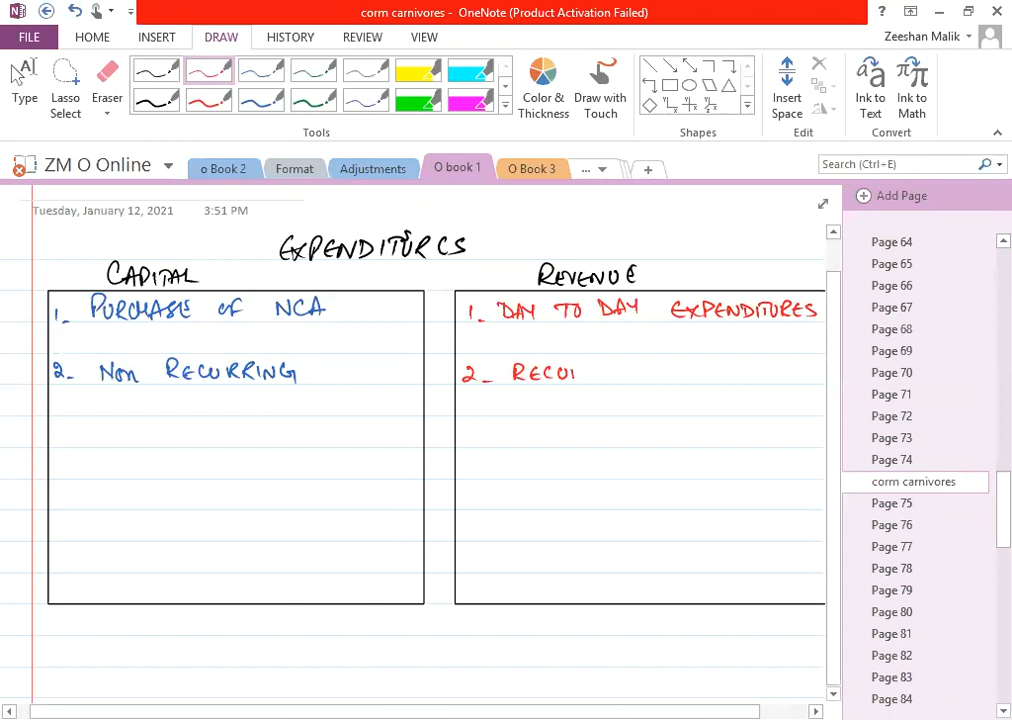 corm carnivores - OneNote (Product Activation Failed)
FILE HOME INSERT DRAW HISTORY REVIEW VIEW Zeeshan Malik
Type Lasso Select Eraser Color & Thickness Draw with Touch Insert Space Ink to Text Ink to Math
Tools Shapes Edit Convert
ZM O Online o Book 2 Format Adjustments O book 1 O Book 3 ... Search (Ctrl+E)
Add Page
Tuesday, January 12, 2021 3:51 PM
EXPENDITURES
CAPITAL REVENUE
1. PURCHASE OF NCA
1. DAY TO DAY EXPENDITURES
2- Non RECURRING
2- RECUI
Page 64
Page 65
Page 66
Page 67
Page 68
Page 69
Page 70
Page 71
Page 72
Page 73
Page 74
corm carnivores
Page 75
Page 76
Page 77
Page 78
Page 79
Page 80
Page 81
Page 82
Page 83
Page 84